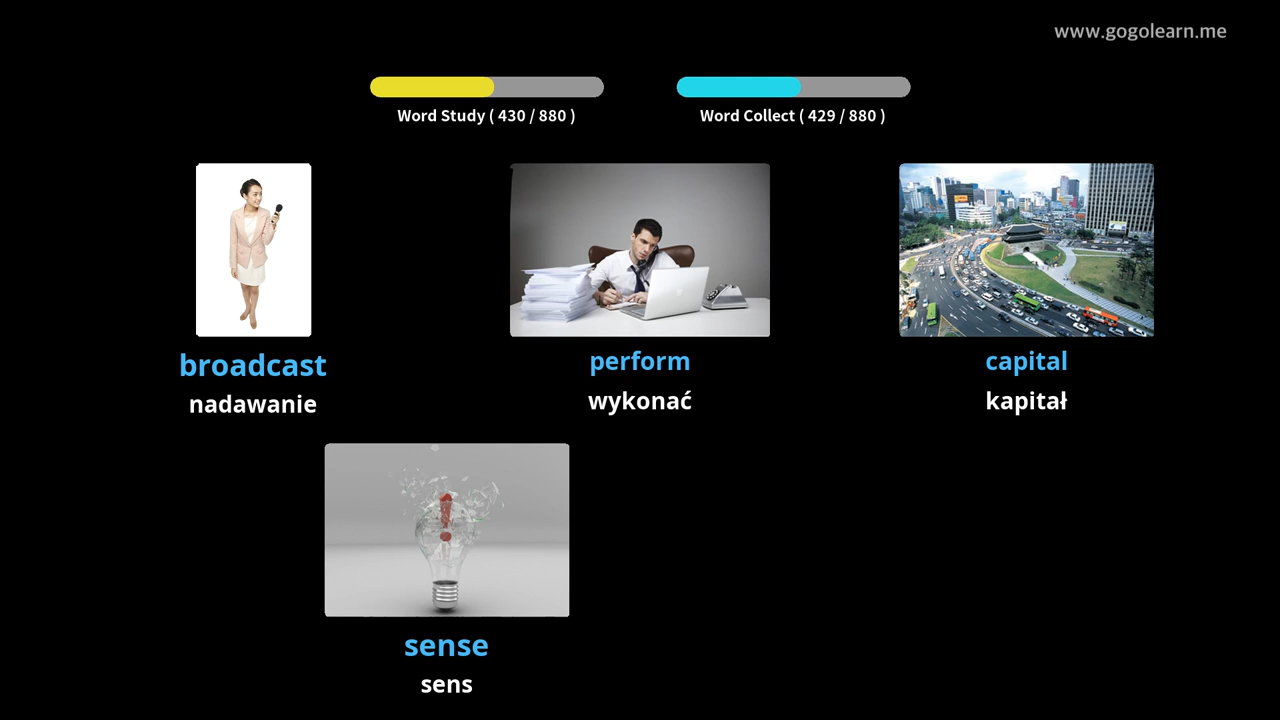 www.gogolearn.me
Word Study ( 430 / 880 )
Word Collect ( 429 / 880 )
broadcast
nadawanie
perform
wykonać
capital
kapitał
sense
sens